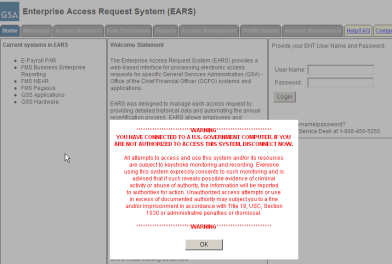 GSA
Enterprise Access Request System (EARS)
Home
Help/FAQ
Current systems in EARS
E-Payroll PAR
FMS Business Enterprise
Reporting
FMS NEAR
FMS Pegasys
GSS Applications
GSS Hardware
Welcome Statement
The Enterprise Access Request System (EARS) provides a
web-based interface for processing electronic access
requests for specific General Services Administration (GSA) -
Office of the Chief Financial Officer (OCFO) systems and
applications.
EARS was designed to manage each access request by
providing detailed historical data and automating the annual
recertification process. EARS allows employees and
Provide your ENT User Name and Password:
User Name:
Password:
Login
Service Desk at 1-866-450-5250
WARNING
YOU HAVE CONNECTED TO A U.S. GOVERNMENT COMPUTER. IF YOU
ARE NOT AUTHORIZED TO ACCESS THIS SYSTEM, DISCONNECT NOW.
All attempts to access and use this system and/or its resources
are subject to keystroke monitoring and recording. Everyone
using this system expressly consents to such monitoring and is
advised that if such reveals possible evidence of criminal
activity or abuse of authority, the information will be reported
to authorities for action. Unauthorized access attempts or use
in excess of documented authority may subject you to a fine
and/or imprisonment in accordance with Title 18, USC, Section
1030 or administrative penalties or dismissal.
WARNING
OK